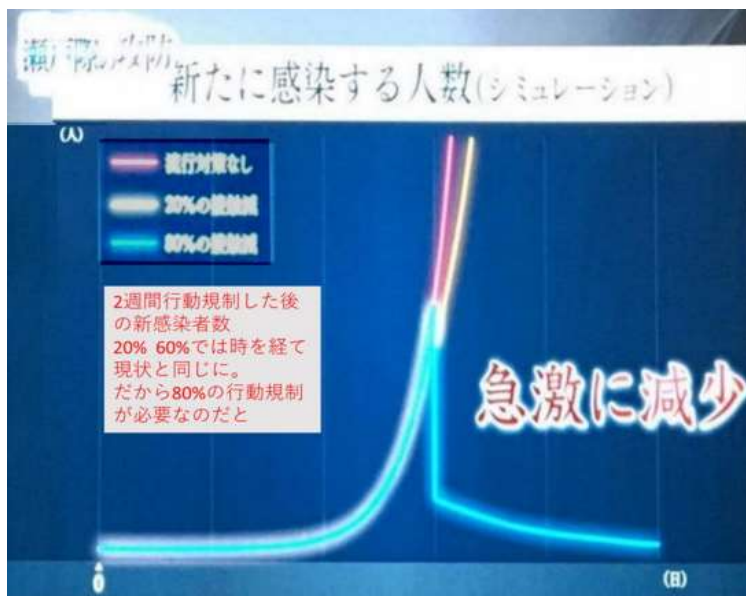 新たに感染する人数(シミュレーション)
(人)
流行対策なし
20%の接触減
80%の接触減
2週間行動規制した後
の新感染者数
20% 60%では時を経て
現状と同じに。
だから80%の行動規制
が必要なのだと
急激に減少
0
(日)